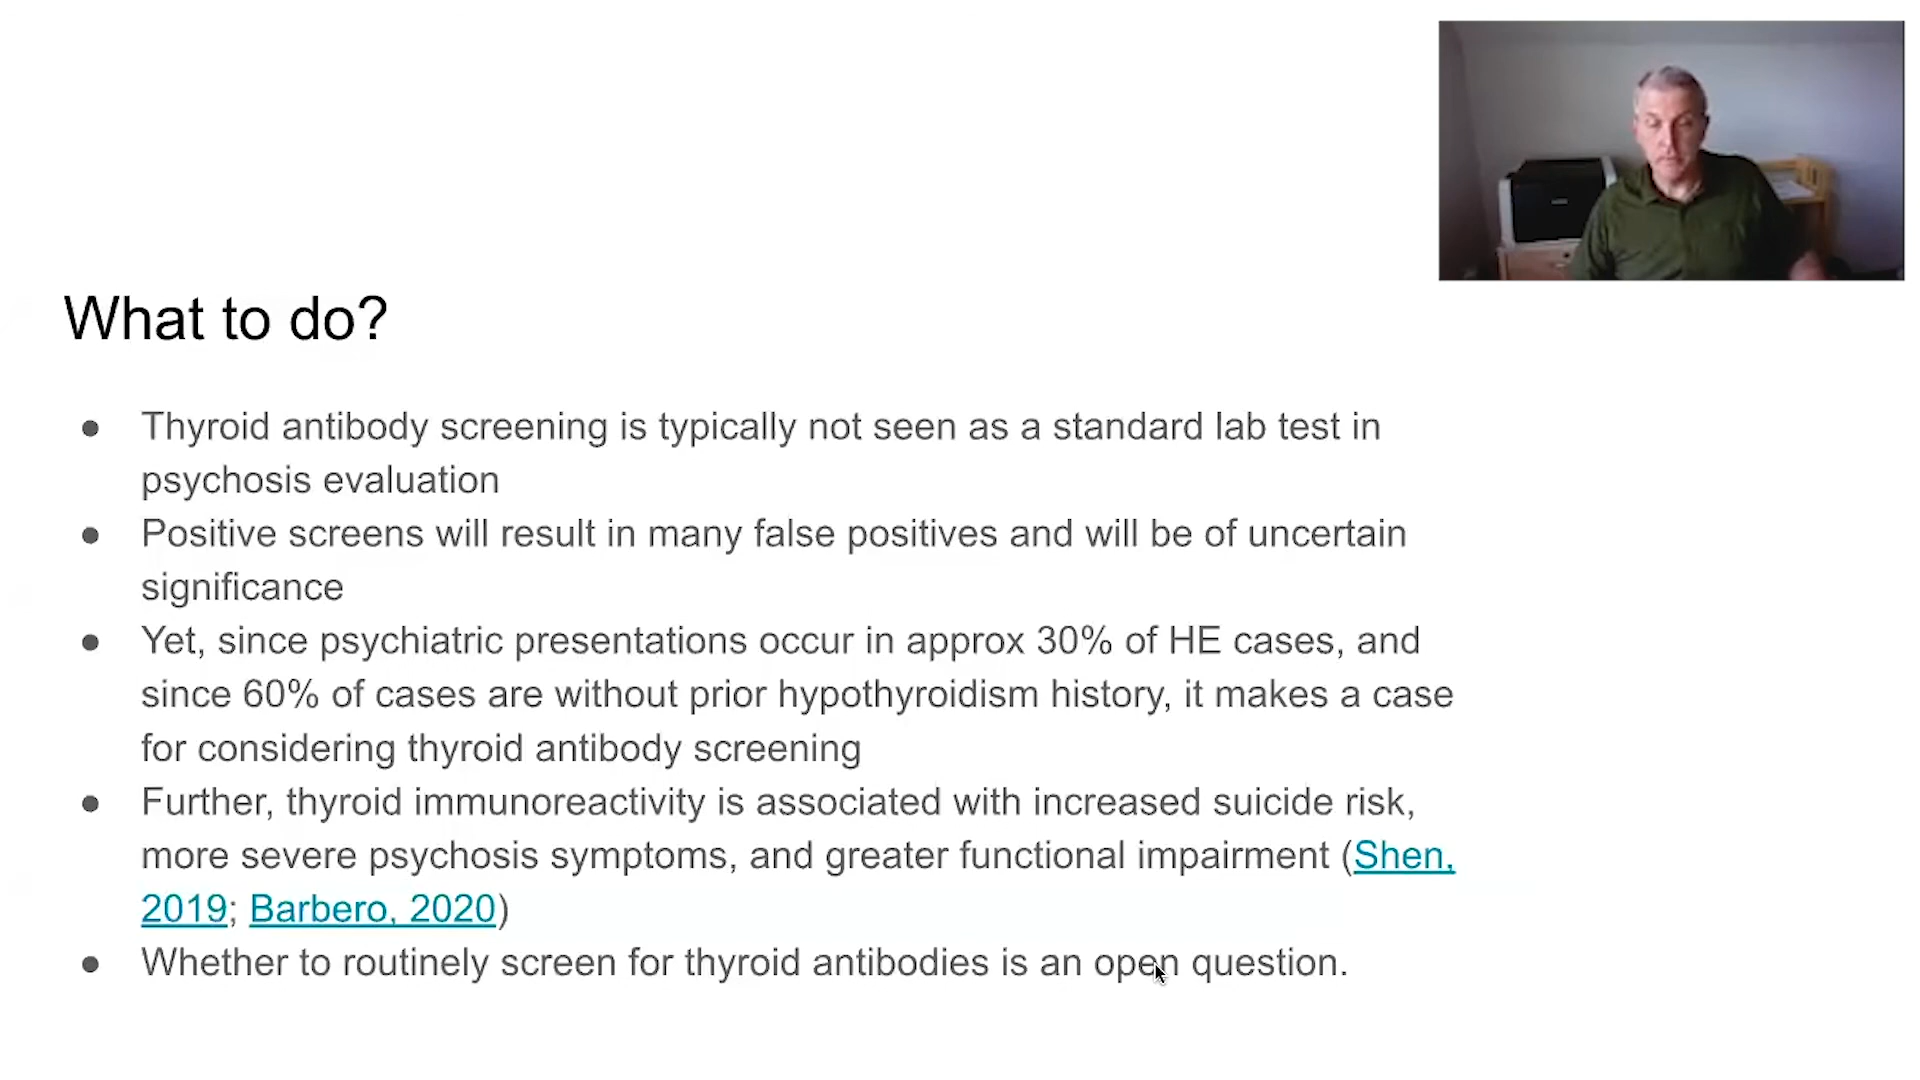 What to do?
● Thyroid antibody screening is typically not seen as a standard lab test in
psychosis evaluation
● Positive screens will result in many false positives and will be of uncertain
significance
● Yet, since psychiatric presentations occur in approx 30% of HE cases, and
since 60% of cases are without prior hypothyroidism history, it makes a case
for considering thyroid antibody screening
● Further, thyroid immunoreactivity is associated with increased suicide risk,
more severe psychosis symptoms, and greater functional impairment (Shen,
2019; Barbero, 2020)
● Whether to routinely screen for thyroid antibodies is an open question.